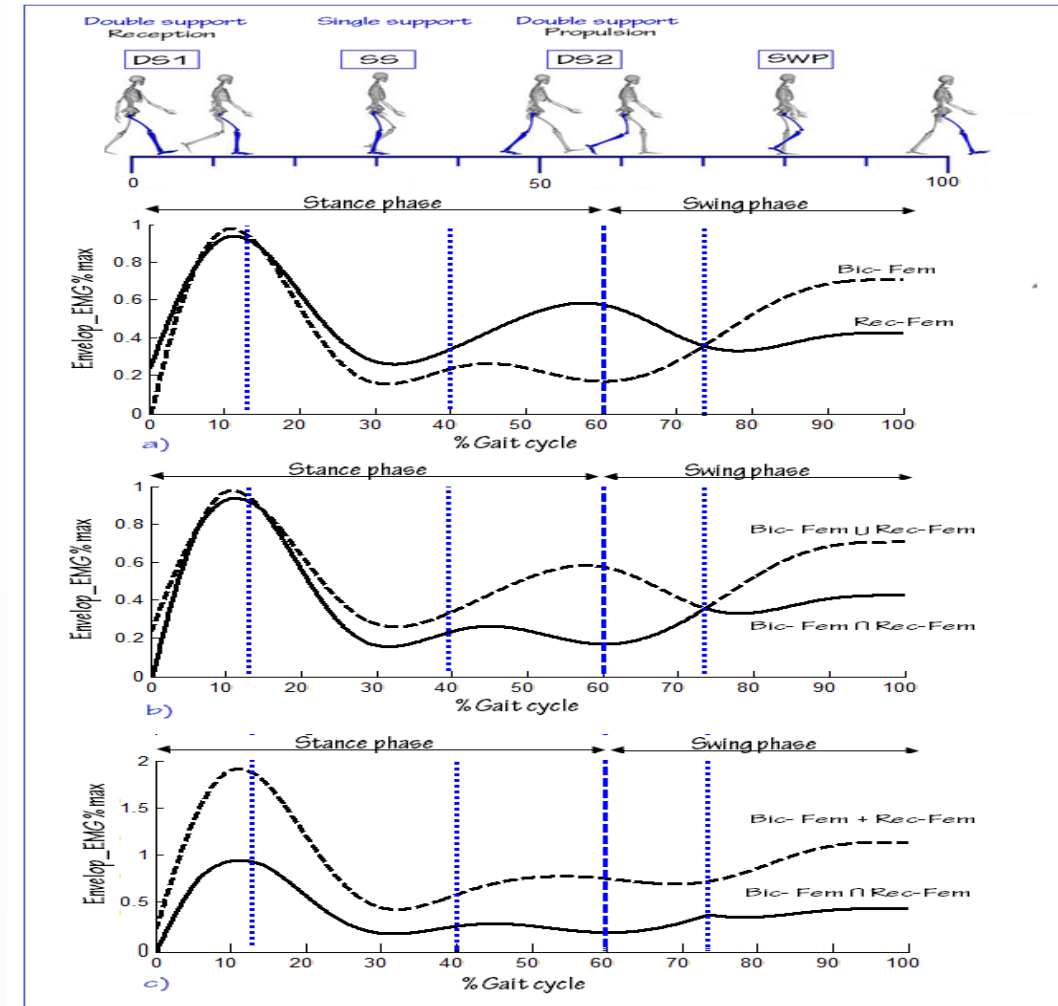 Double support Single support Double support
Reception Propulsion
DS1 SS DS2 SWP
0 50 100
Stance phase Swing phase
1
0.8
0.6
0.4
0.2
0
Envelop_EMG%max
Bic- Fem
Rec-Fem
0 10 20 30 40 50 60 70 80 90 100
a) % Gait cycle
Stance phase Swing phase
1
0.8
0.6
0.4
0.2
0
Envelop_EMG%max
Bic- Fem ∪ Rec-Fem
Bic- Fem ∩ Rec-Fem
0 10 20 30 40 50 60 70 80 90 100
b) % Gait cycle
Stance phase Swing phase
2
1.5
1
0.5
0
Envelop_EMG%max
Bic- Fem + Rec-Fem
Bic- Fem ∩ Rec-Fem
0 10 20 30 40 50 60 70 80 90 100
c) % Gait cycle